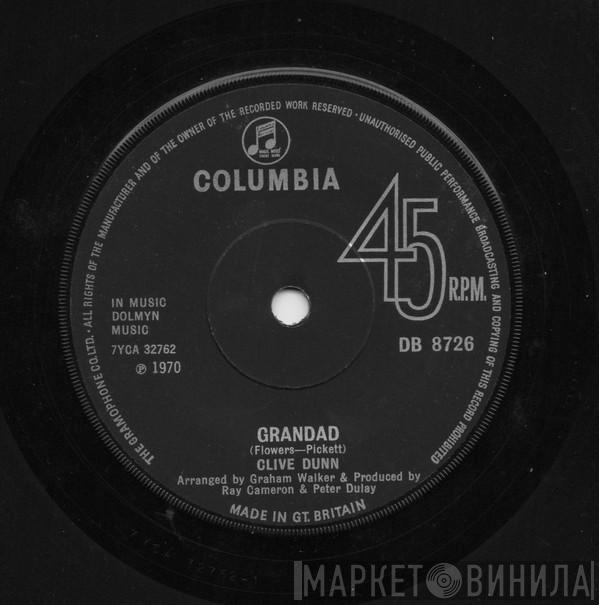 THE GRAMOPHONE CO. LTD. · ALL RIGHTS OF THE MANUFACTURER AND OF THE OWNER OF THE RECORDED WORK RESERVED · UNAUTHORISED PUBLIC PERFORMANCE BROADCASTING AND COPYING OF THIS RECORD PROHIBITED
COLUMBIA
45 R.P.M.
IN MUSIC
DOLMYN
MUSIC
7YCA 32762
℗ 1970
DB 8726
GRANDAD
(Flowers—Pickett)
CLIVE DUNN
Arranged by Graham Walker & Produced by
Ray Cameron & Peter Dulay
MADE IN GT. BRITAIN
МАРКЕТ ВИНИЛА